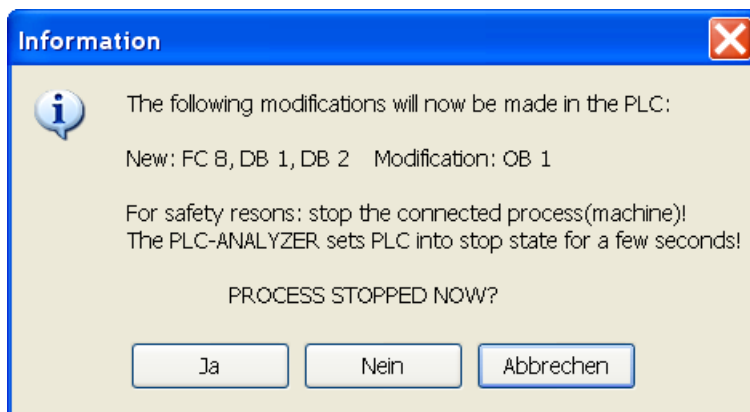 Information
The following modifications will now be made in the PLC:
New: FC 8, DB 1, DB 2 Modification: OB 1
For safety resons: stop the connected process(machine)!
The PLC-ANALYZER sets PLC into stop state for a few seconds!
PROCESS STOPPED NOW?
Ja Nein Abbrechen